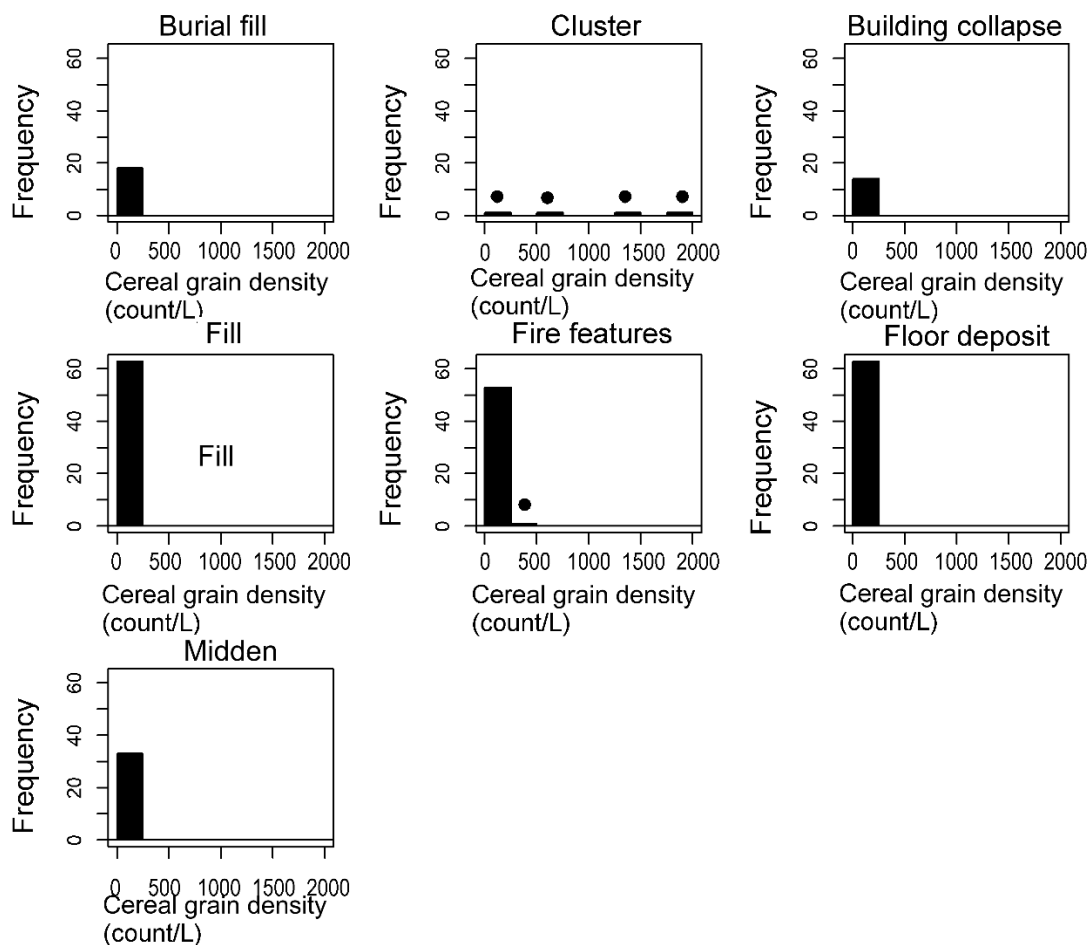 Burial fill
Frequency
0 20 40 60
0 500 1000 1500 2000
Cereal grain density
(count/L)
Cluster
Frequency
0 20 40 60
0 500 1000 1500 2000
Cereal grain density
(count/L)
Building collapse
Frequency
0 20 40 60
0 500 1000 1500 2000
Cereal grain density
(count/L)
Fill
Frequency
0 20 40 60
Fill
0 500 1000 1500 2000
Cereal grain density
(count/L)
Fire features
Frequency
0 20 40 60
0 500 1000 1500 2000
Cereal grain density
(count/L)
Floor deposit
Frequency
0 20 40 60
0 500 1000 1500 2000
Cereal grain density
(count/L)
Midden
Frequency
0 20 40 60
0 500 1000 1500 2000
Cereal grain density
(count/L)